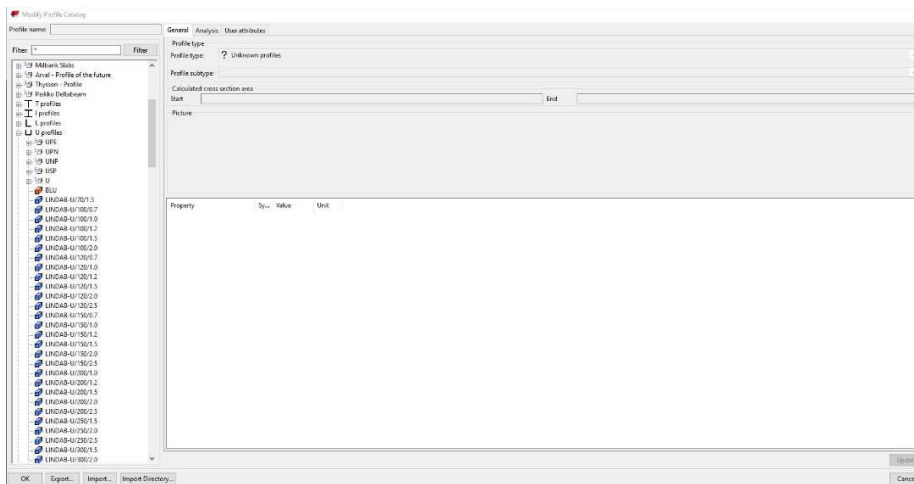 Modify Profile Catalog
Profile name:
General Analysis User attributes
Profile type
Filter: * Filter
Profile type: ? Unknown profiles
Milbank Slabs
Arval - Profile of the future
Thyssen - Profile
Peikko Deltabeam
T profiles
I profiles
L profiles
U profiles
UPE
UPN
UNP
USP
U
BLU
LINDAB-U/70/1.5
LINDAB-U/100/0.7
LINDAB-U/100/1.0
LINDAB-U/100/1.2
LINDAB-U/100/1.5
LINDAB-U/100/2.0
LINDAB-U/120/0.7
LINDAB-U/120/1.0
LINDAB-U/120/1.2
LINDAB-U/120/1.5
LINDAB-U/120/2.0
LINDAB-U/120/2.5
LINDAB-U/150/0.7
LINDAB-U/150/1.0
LINDAB-U/150/1.2
LINDAB-U/150/1.5
LINDAB-U/150/2.0
LINDAB-U/150/2.5
LINDAB-U/200/1.0
LINDAB-U/200/1.2
LINDAB-U/200/1.5
LINDAB-U/200/2.0
LINDAB-U/200/2.5
LINDAB-U/250/1.5
LINDAB-U/250/2.0
LINDAB-U/250/2.5
LINDAB-U/300/1.5
LINDAB-U/300/2.0
Profile subtype:
Calculated cross section area
Start End
Picture
Property Sy... Value Unit
OK Export... Import... Import Directory...